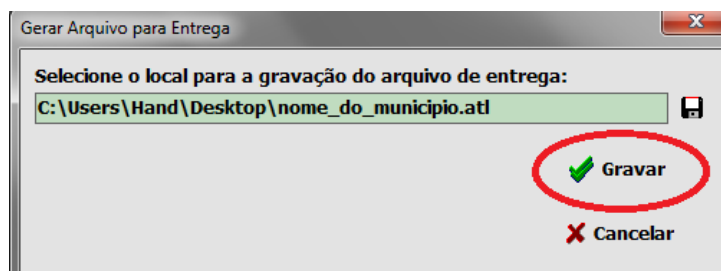 Gerar Arquivo para Entrega
Selecione o local para a gravação do arquivo de entrega:
C:\Users\Hand\Desktop\nome_do_municipio.atl
Gravar
Cancelar